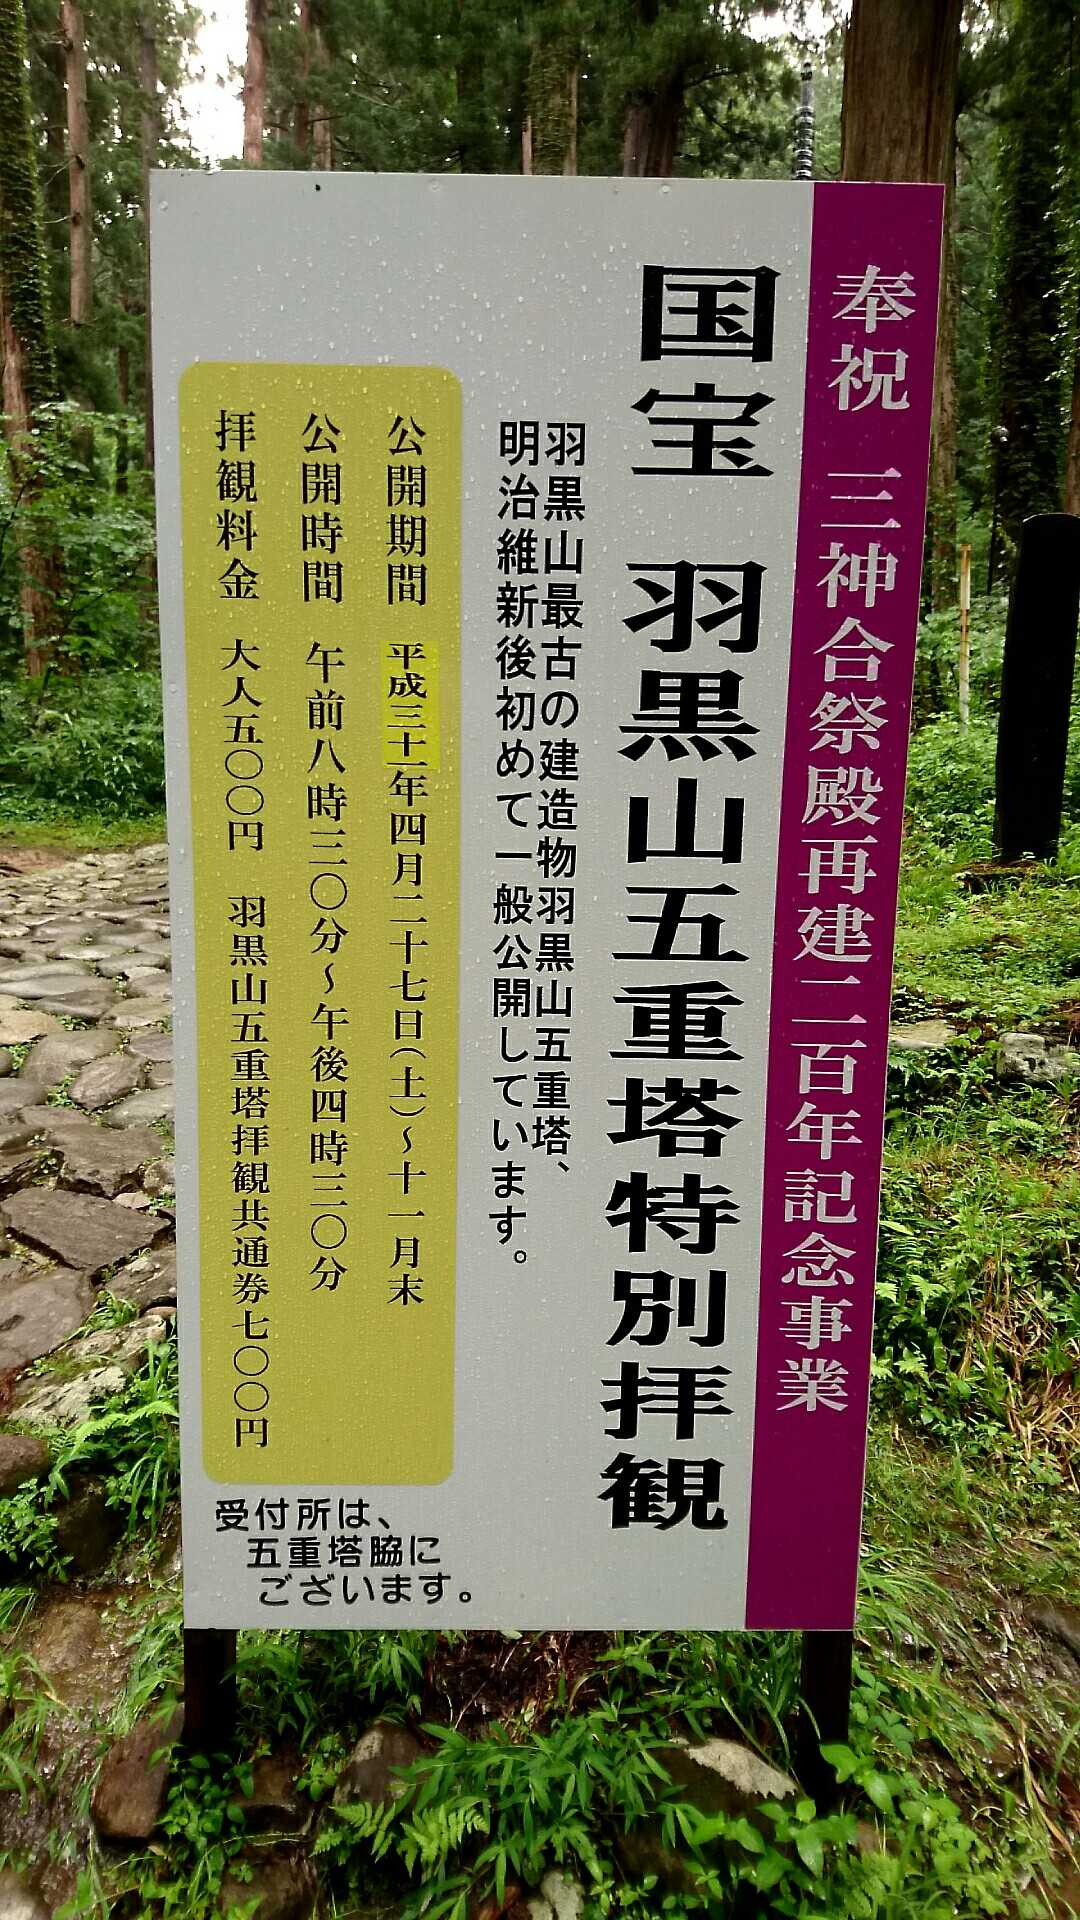 奉祝 三神合祭殿再建二百年記念事業
国宝 羽黒山五重塔特別拝観
羽黒山最古の建造物羽黒山五重塔、
明治維新後初めて一般公開しています。
公開期間 平成三十一年四月二十七日(土)〜十一月末
公開時間 午前八時三〇分〜午後四時三〇分
拝観料金 大人五〇〇円 羽黒山五重塔拝観共通券七〇〇円
受付所は、
五重塔脇に
ございます。